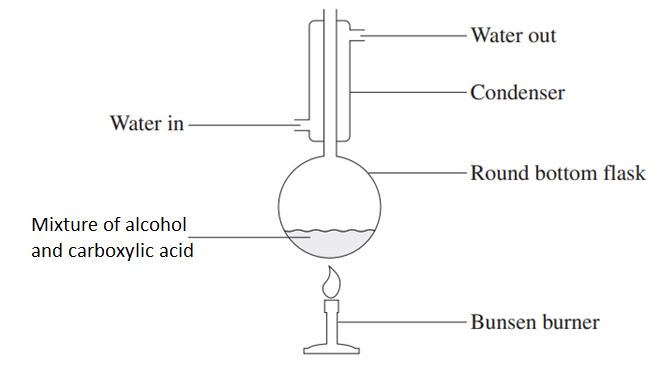 Water out
Condenser
Water in
Round bottom flask
Mixture of alcohol
and carboxylic acid
Bunsen burner